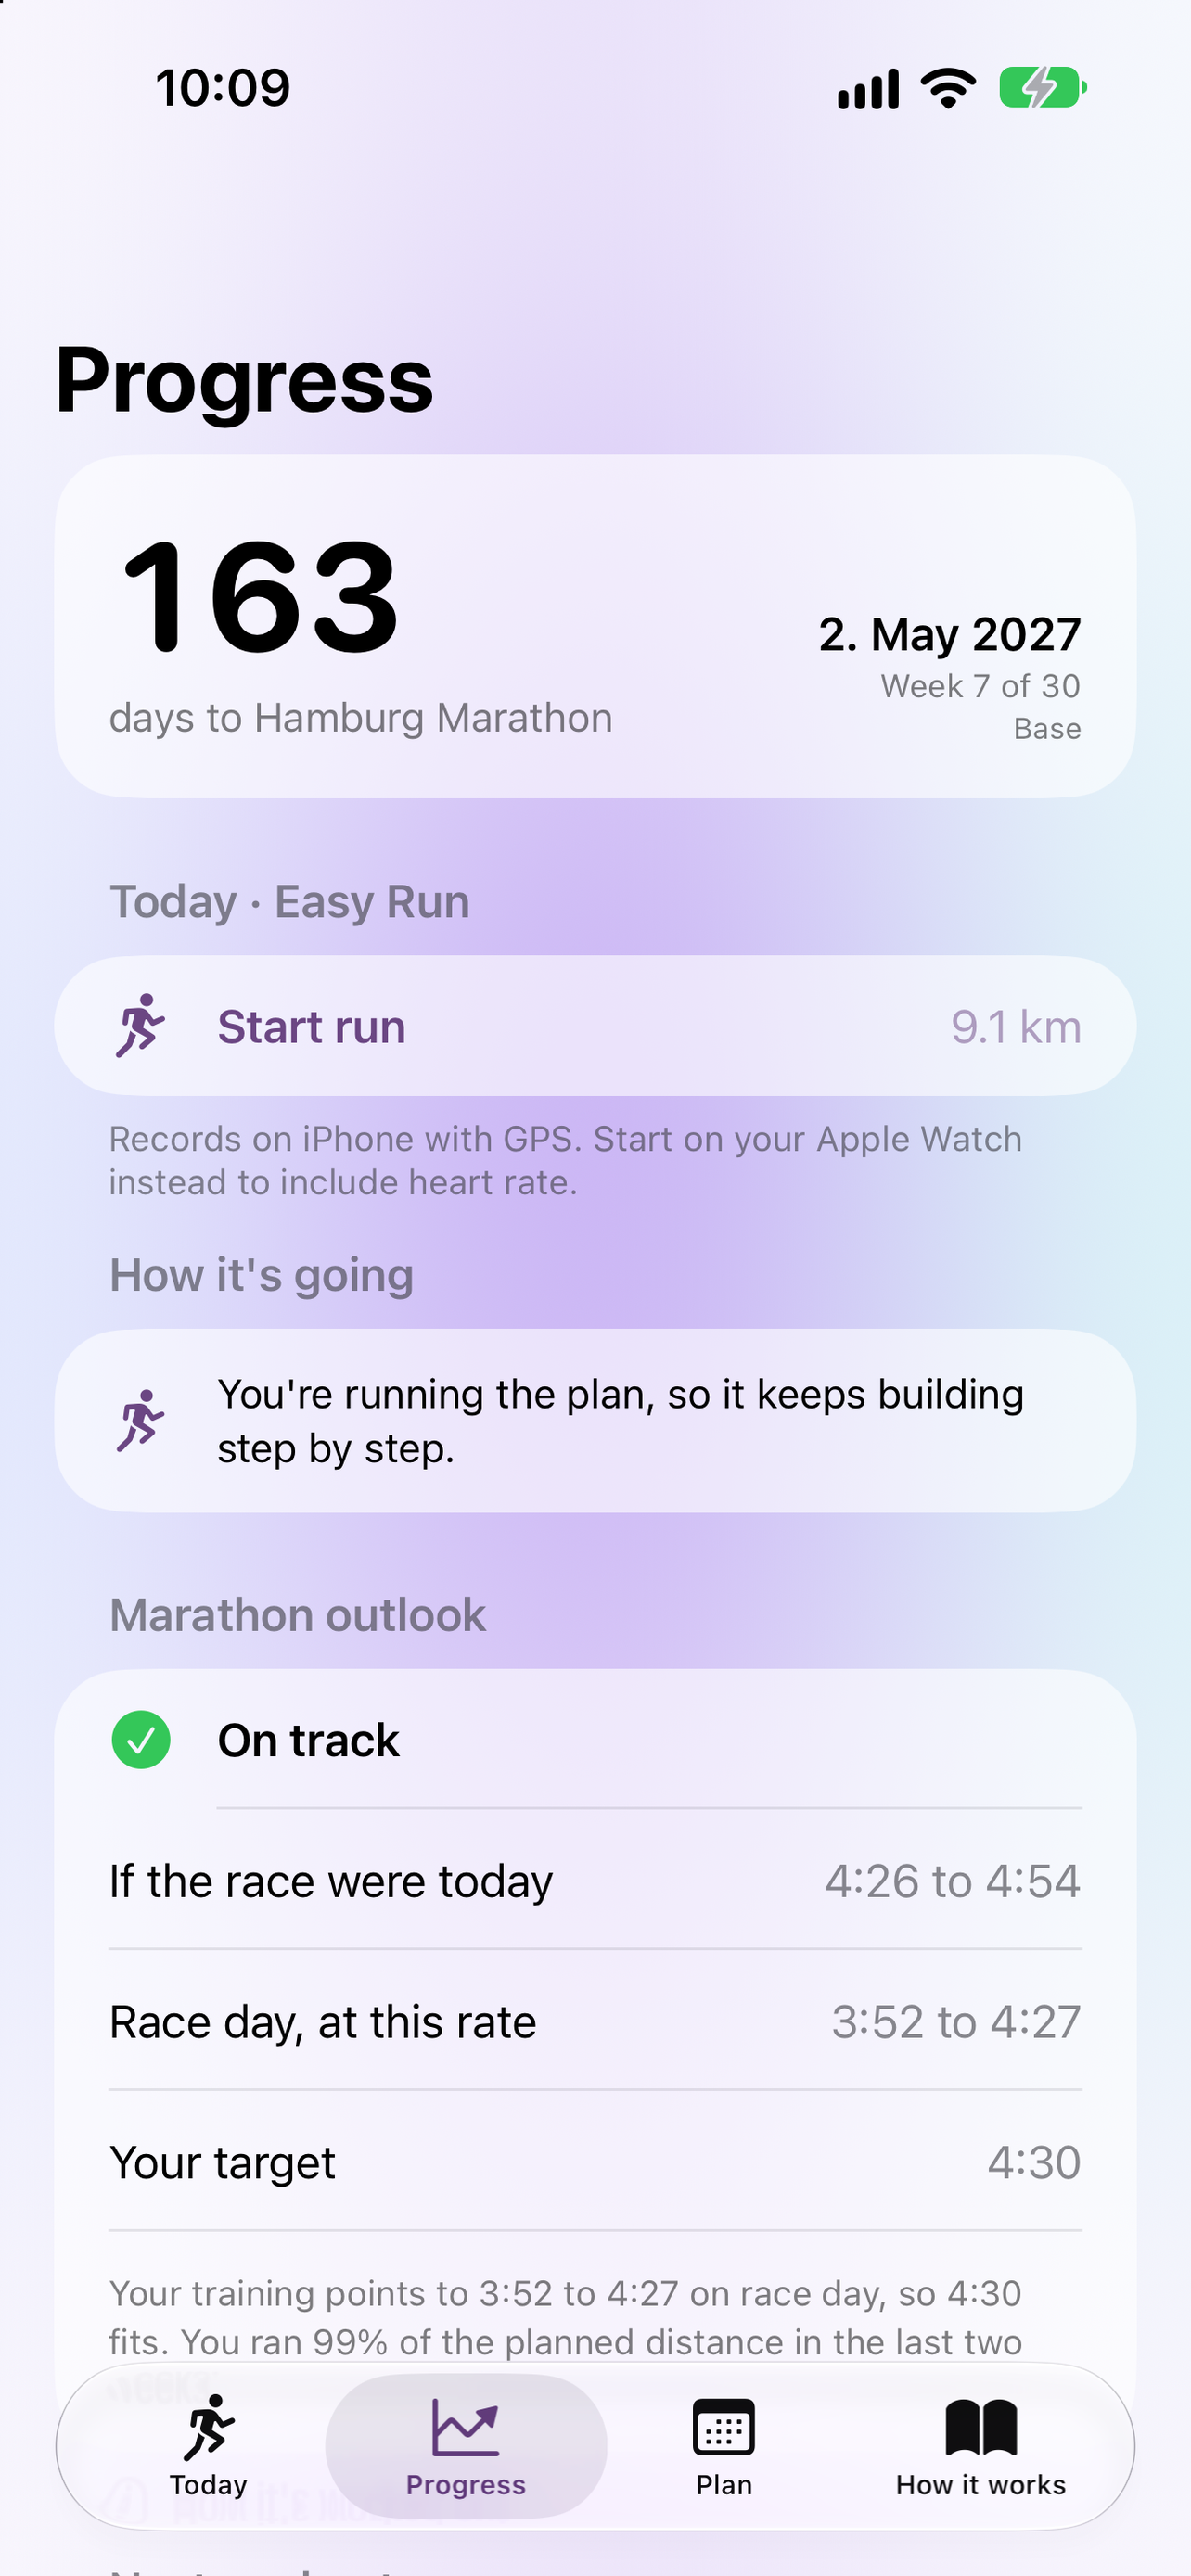 10:09
Progress
163
days to Hamburg Marathon
2. May 2027
Week 7 of 30
Base
Today · Easy Run
Start run
9.1 km
Records on iPhone with GPS. Start on your Apple Watch
instead to include heart rate.
How it's going
You're running the plan, so it keeps building
step by step.
Marathon outlook
On track
If the race were today
4:26 to 4:54
Race day, at this rate
3:52 to 4:27
Your target
4:30
Your training points to 3:52 to 4:27 on race day, so 4:30
fits. You ran 99% of the planned distance in the last two
Today
Progress
Plan
How it works